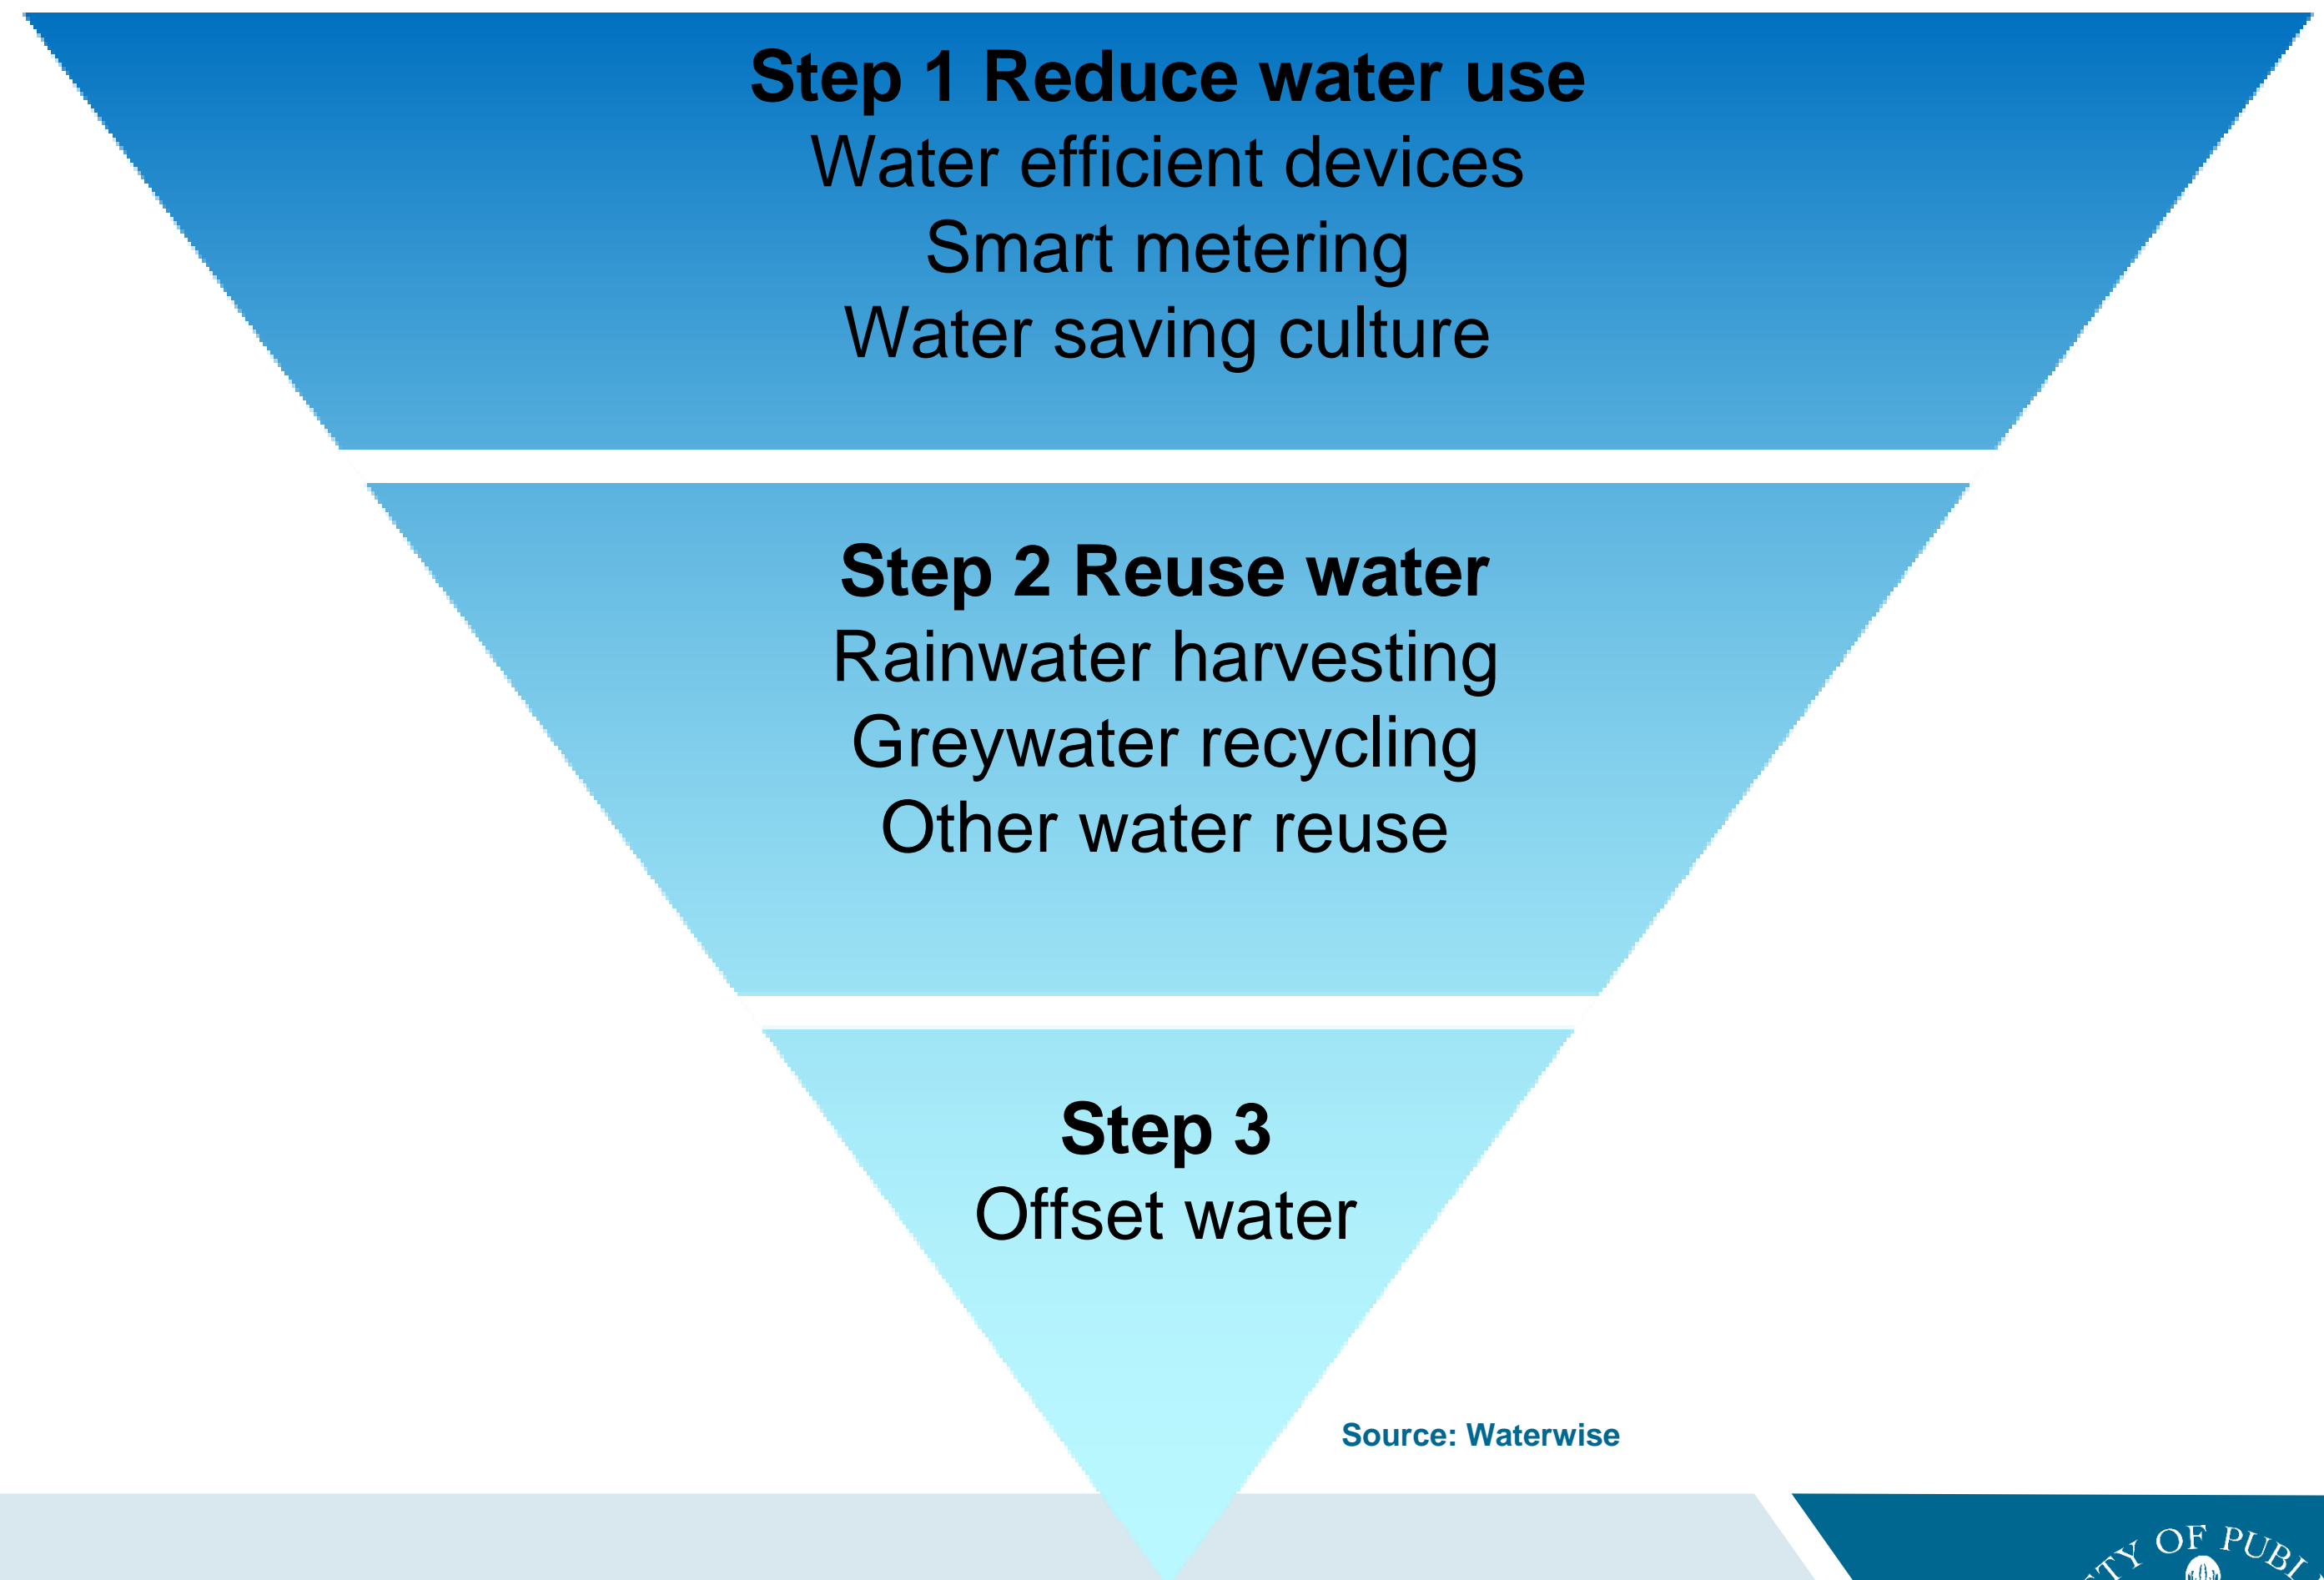 Step 1 Reduce water use
Water efficient devices
Smart metering
Water saving culture
Step 2 Reuse water
Rainwater harvesting
Greywater recycling
Other water reuse
Step 3
Offset water
Source: Waterwise
OF